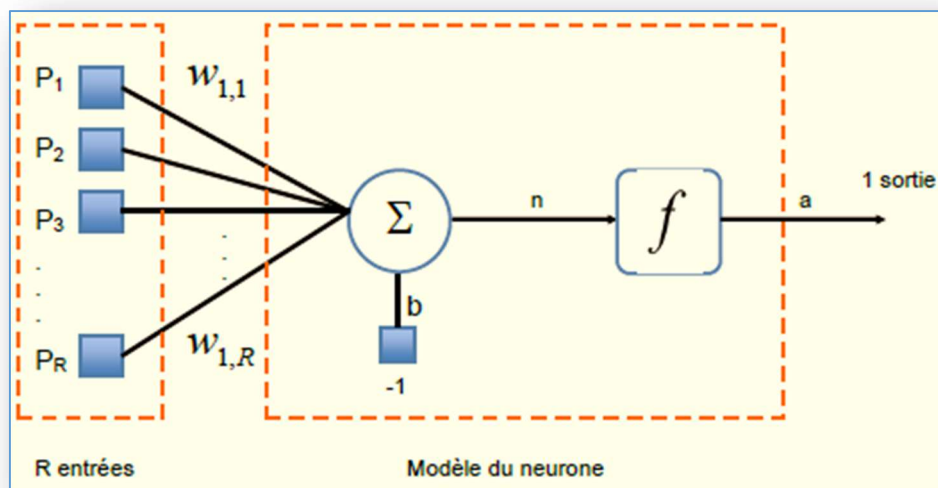 P1
w1,1
P2
P3
PR
w1,R
Σ
b
-1
n
f
a
1 sortie
R entrées
Modèle du neurone